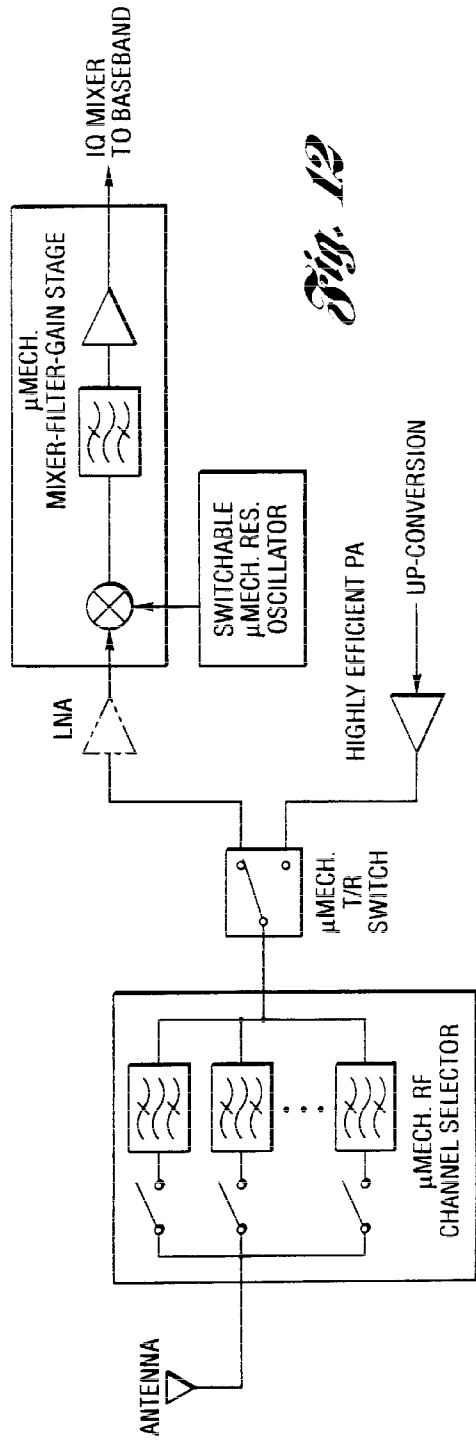 ANTENNA
µMECH. RF
CHANNEL SELECTOR
µMECH.
T/R
SWITCH
LNA
µMECH.
MIXER-FILTER-GAIN STAGE
SWITCHABLE
µMECH. RES.
OSCILLATOR
IQ MIXER
TO BASEBAND
HIGHLY EFFICIENT PA
UP-CONVERSION
Fig. 12